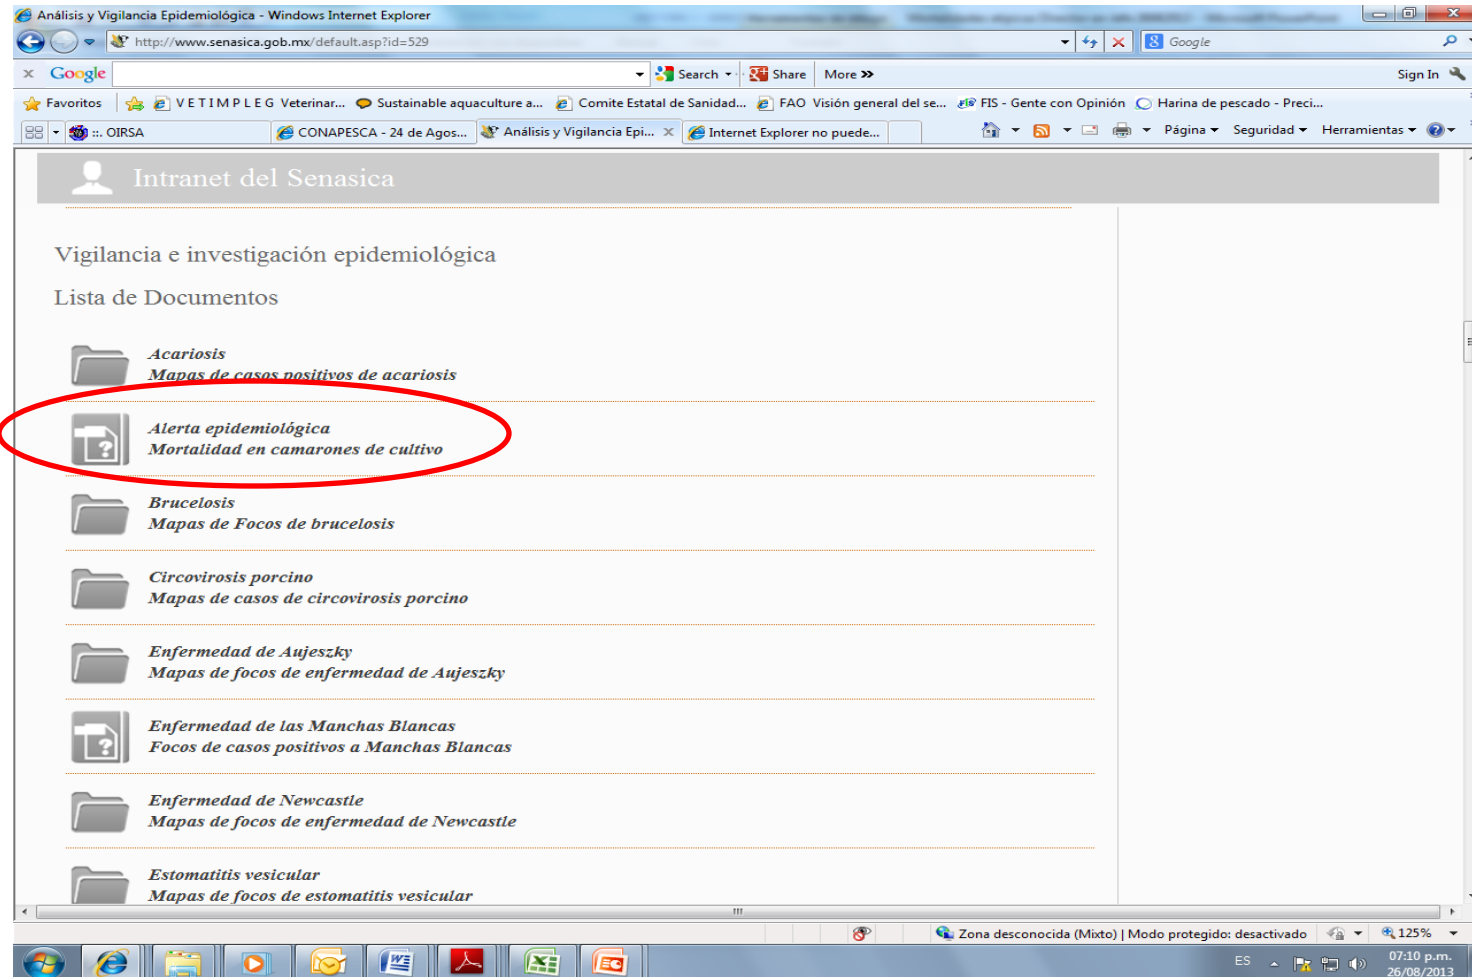 Análisis y Vigilancia Epidemiológica - Windows Internet Explorer
http://www.senasica.gob.mx/default.asp?id=529
Google
Google
Search
Share
More
Sign In
Favoritos
V E T I M P L E G Veterinar...
Sustainable aquaculture a...
Comite Estatal de Sanidad...
FAO Visión general del se...
FIS - Gente con Opinión
Harina de pescado - Preci...
::. OIRSA
CONAPESCA - 24 de Agos...
Análisis y Vigilancia Epi...
Internet Explorer no puede...
Página
Seguridad
Herramientas
Intranet del Senasica
Vigilancia e investigación epidemiológica
Lista de Documentos
Acariosis
Mapas de casos positivos de acariosis
Alerta epidemiológica
Mortalidad en camarones de cultivo
Brucelosis
Mapas de Focos de brucelosis
Circovirosis porcino
Mapas de casos de circovirosis porcino
Enfermedad de Aujeszky
Mapas de focos de enfermedad de Aujeszky
Enfermedad de las Manchas Blancas
Focos de casos positivos a Manchas Blancas
Enfermedad de Newcastle
Mapas de focos de enfermedad de Newcastle
Estomatitis vesicular
Mapas de focos de estomatitis vesicular
Zona desconocida (Mixto) | Modo protegido: desactivado
125%
ES
07:10 p.m.
26/08/2013